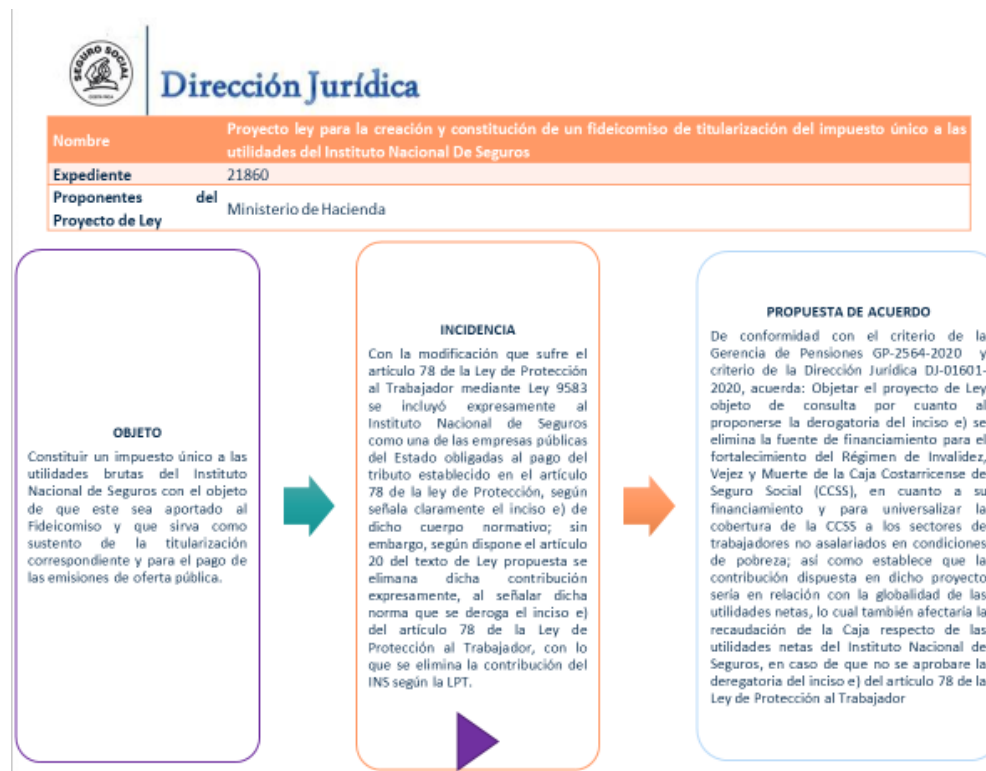 SEGURO SOCIAL
COSTA RICA
Dirección Jurídica
Nombre
Proyecto ley para la creación y constitución de un fideicomiso de titularización del impuesto único a las
utilidades del Instituto Nacional De Seguros
Expediente
21860
Proponentes del
Proyecto de Ley
Ministerio de Hacienda
OBJETO
Constituir un impuesto único a las
utilidades brutas del Instituto
Nacional de Seguros con el objeto
de que este sea aportado al
Fideicomiso y que sirva como
sustento de la titularización
correspondiente y para el pago de
las emisiones de oferta pública.
INCIDENCIA
Con la modificación que sufre el
artículo 78 de la Ley de Protección
al Trabajador mediante Ley 9583
se incluyó expresamente al
Instituto Nacional de Seguros
como una de las empresas públicas
del Estado obligadas al pago del
tributo establecido en el artículo
78 de la ley de Protección, según
señala claramente el inciso e) de
dicho cuerpo normativo; sin
embargo, según dispone el artículo
20 del texto de Ley propuesta se
elimana dicha contribución
expresamente, al señalar dicha
norma que se deroga el inciso e)
del artículo 78 de la Ley de
Protección al Trabajador, con lo
que se elimina la contribución del
INS según la LPT.
PROPUESTA DE ACUERDO
De conformidad con el criterio de la
Gerencia de Pensiones GP-2564-2020 y
criterio de la Dirección Jurídica DJ-01601-
2020, acuerda: Objetar el proyecto de Ley
objeto de consulta por cuanto al
proponerse la derogatoria del inciso e) se
elimina la fuente de financiamiento para el
fortalecimiento del Régimen de Invalidez,
Vejez y Muerte de la Caja Costarricense de
Seguro Social (CCSS), en cuanto a su
financiamiento y para universalizar la
cobertura de la CCSS a los sectores de
trabajadores no asalariados en condiciones
de pobreza; así como establece que la
contribución dispuesta en dicho proyecto
sería en relación con la globalidad de las
utilidades netas, lo cual también afectaría la
recaudación de la Caja respecto de las
utilidades netas del Instituto Nacional de
Seguros, en caso de que no se aprobare la
deregatoria del inciso e) del artículo 78 de la
Ley de Protección al Trabajador